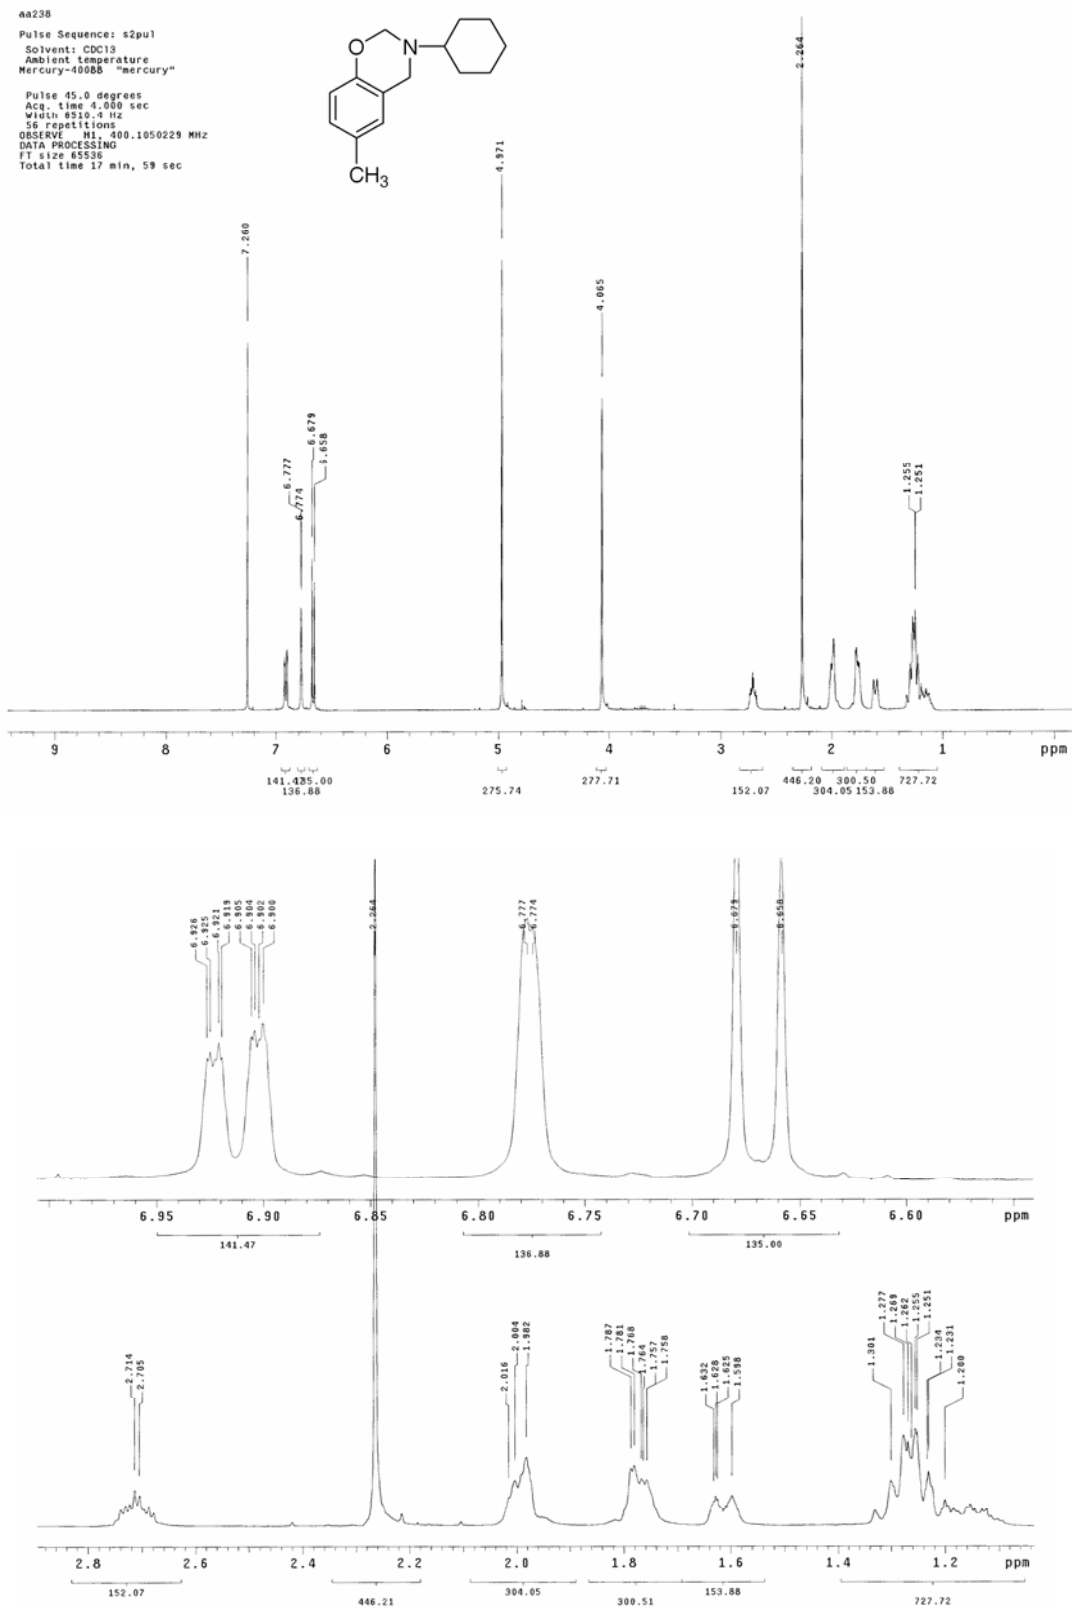 aa238
Pulse Sequence: s2pul
Solvent: CDCl3
Ambient temperature
Mercury-400BB "mercury"
Pulse 45.0 degrees
Acq. time 4.000 sec
Width 6510.4 Hz
56 repetitions
OBSERVE H1, 400.1050229 MHz
DATA PROCESSING
FT size 65536
Total time 17 min, 59 sec
O
N
CH3
7.260
6.777
6.774
6.679
6.658
4.971
4.065
2.264
1.255
1.251
9 8 7 6 5 4 3 2 1 ppm
141.47 135.00 275.74 277.71 152.07 446.20 300.50 727.72
136.88 304.05 153.88
6.926
6.925
6.921
6.919
6.905
6.904
6.902
6.900
2.264
6.777
6.774
6.679
6.658
6.95 6.90 6.85 6.80 6.75 6.70 6.65 6.60 ppm
141.47 136.88 135.00
2.714
2.705
2.016
2.004
1.982
1.787
1.781
1.768
1.764
1.757
1.758
1.632
1.628
1.625
1.598
1.301
1.277
1.269
1.262
1.255
1.251
1.234
1.231
1.200
2.8 2.6 2.4 2.2 2.0 1.8 1.6 1.4 1.2 ppm
152.07 446.21 304.05 300.51 153.88 727.72